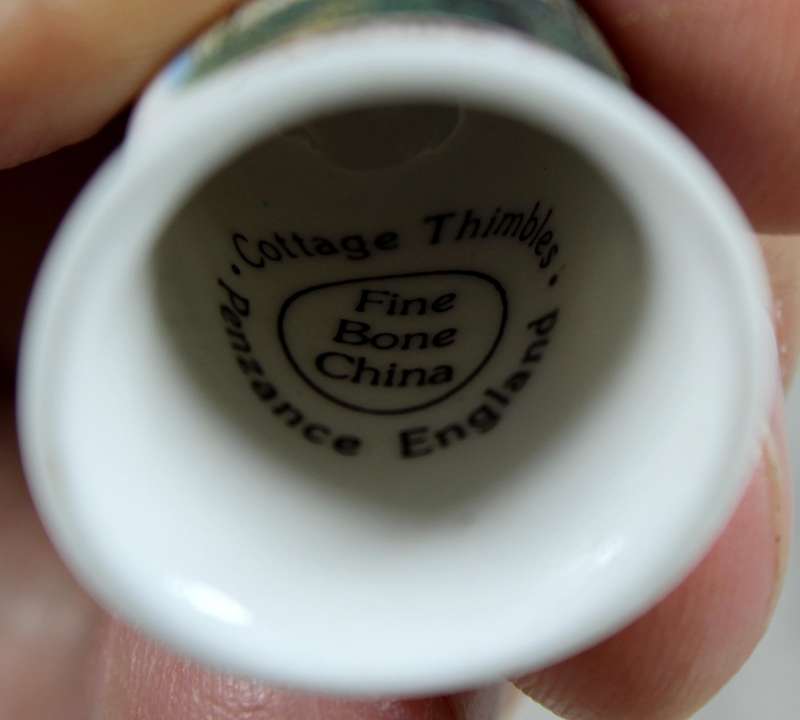 Cottage Thimbles
Fine
Bone
China
Penzance England